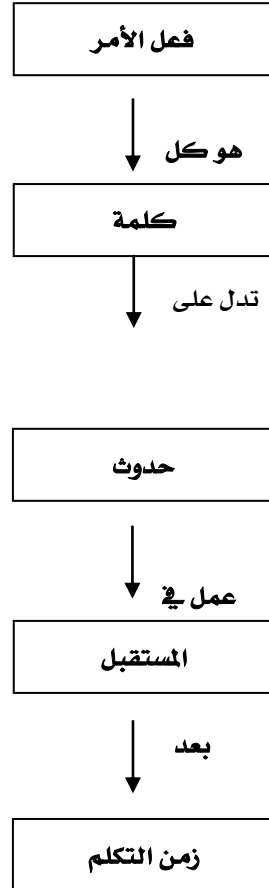 فعل الأمر
هو كل
كلمة
تدل على
حدوث
عمل في
المستقبل
بعد
زمن التكلم